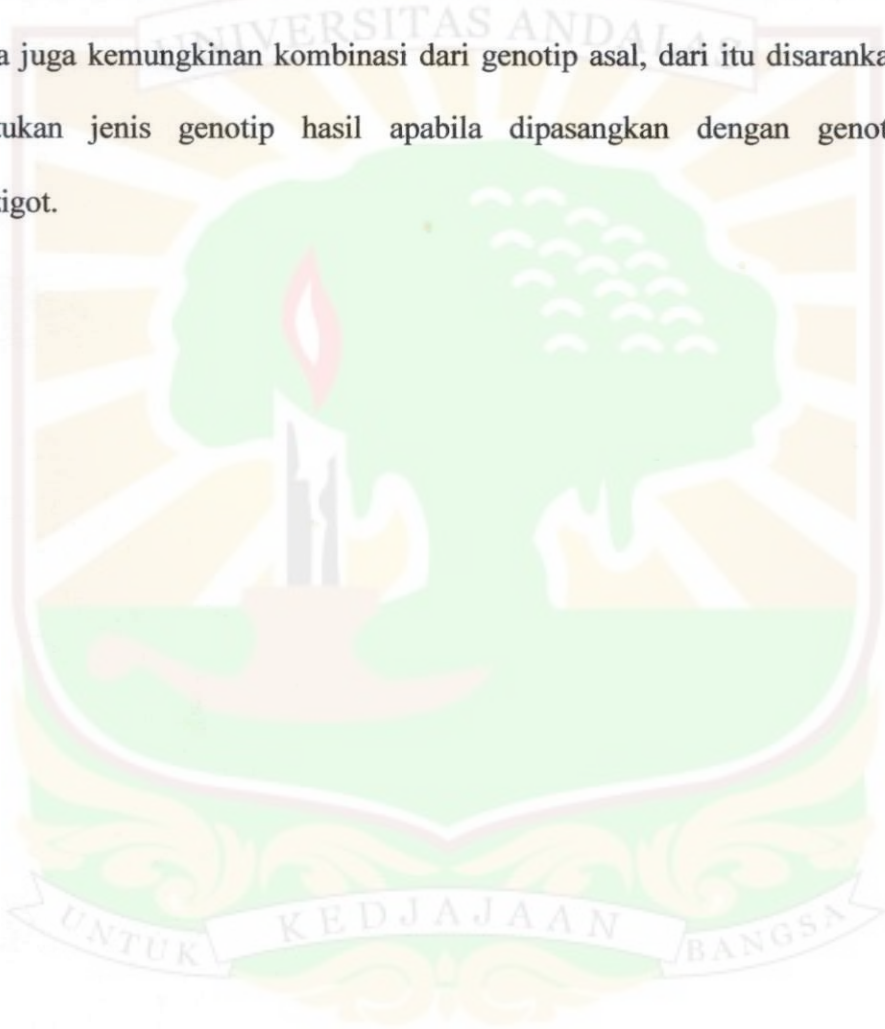 UNIVERSITAS ANDALAS
a juga kemungkinan kombinasi dari genotip asal, dari itu disaranka
tukan jenis genotip hasil apabila dipasangkan dengan genot
igot.
UNTUK KEDJAJAAN BANGSA